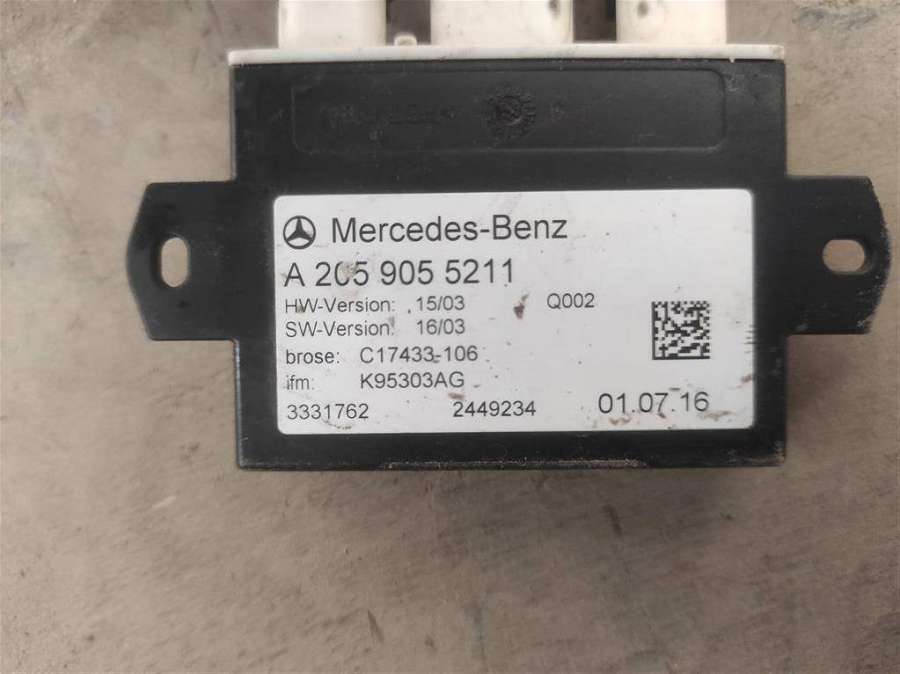 Mercedes-Benz
A 205 905 5211
HW-Version: 15/03 Q002
SW-Version: 16/03
brose: C17433-106
ifm: K95303AG
3331762 2449234 01.07.16